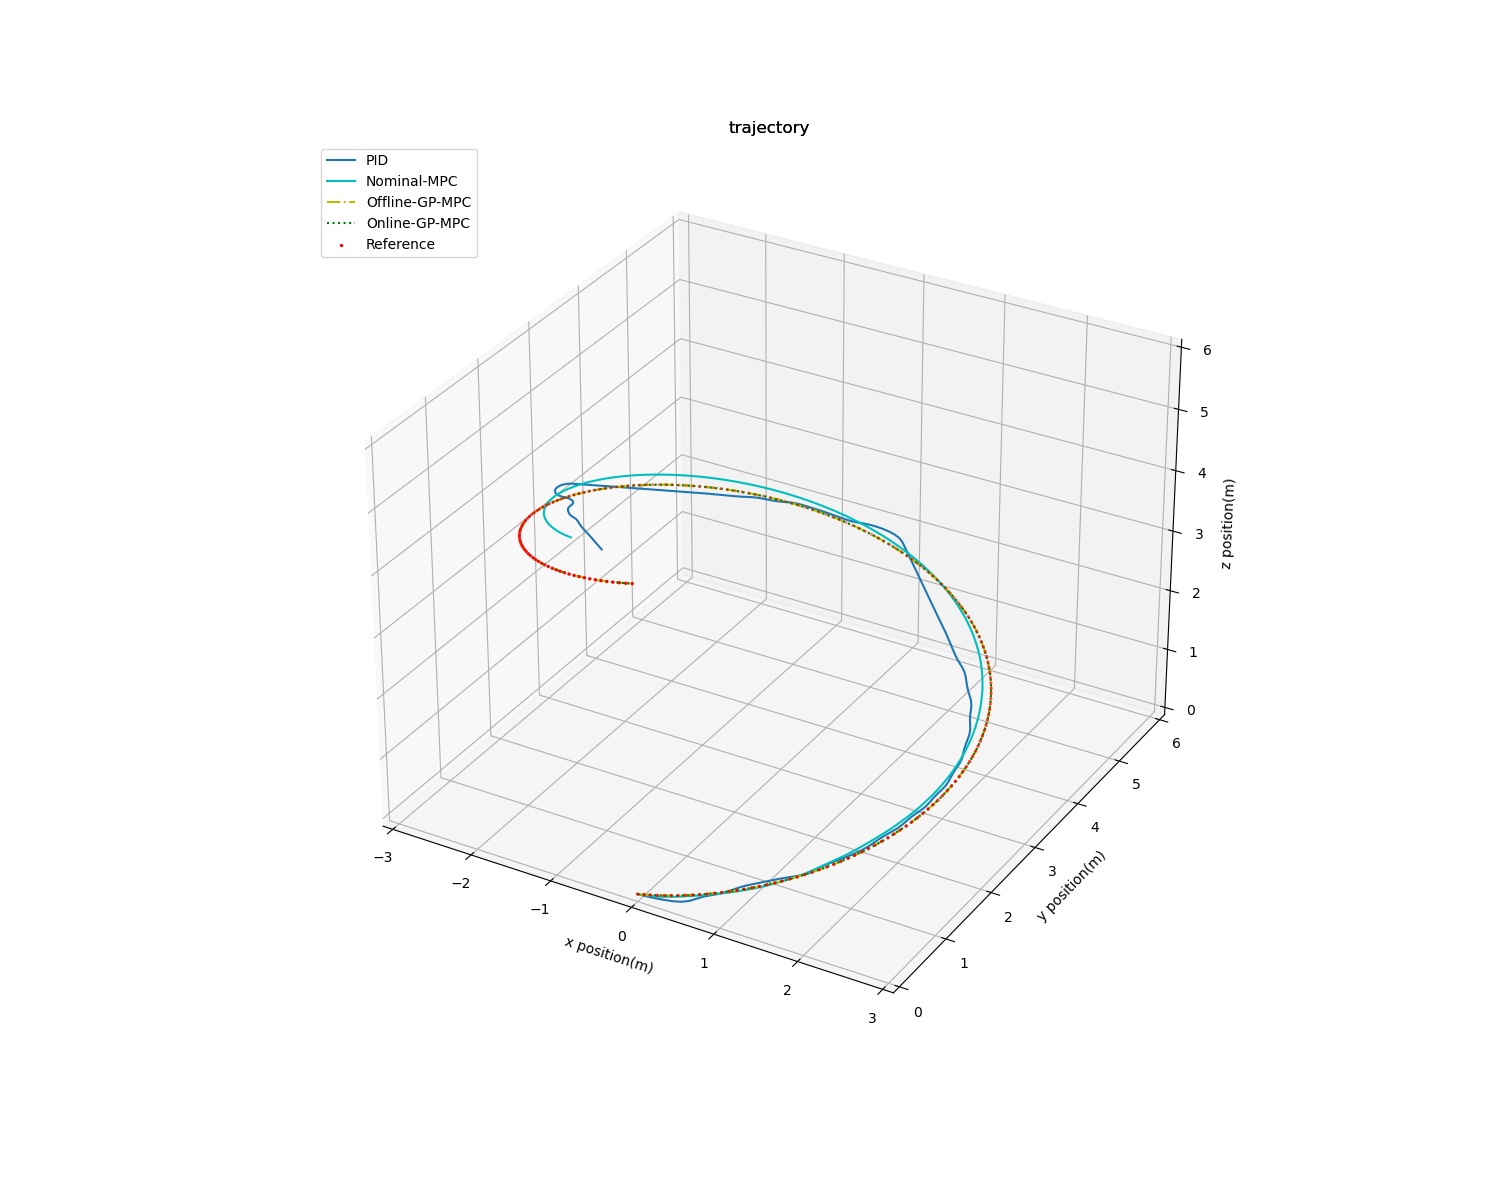 trajectory
PID
Nominal-MPC
Offline-GP-MPC
Online-GP-MPC
Reference
6
5
4
3
2
1
0
z position(m)
6
5
4
3
2
1
0
y position(m)
−3
−2
−1
0
1
2
3
x position(m)